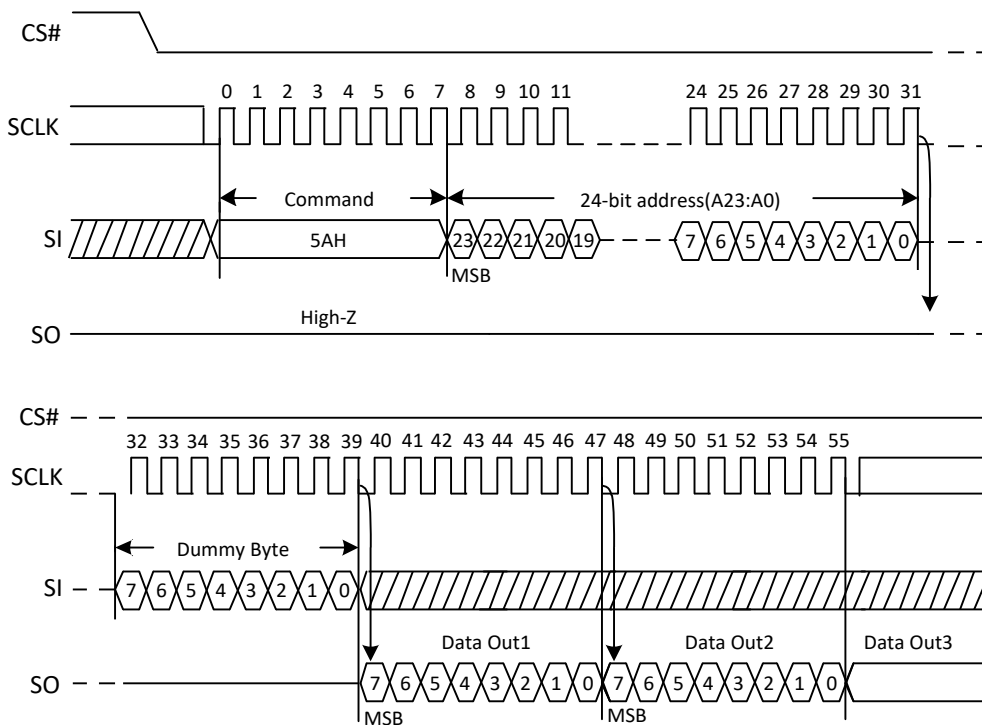 CS#
0 1 2 3 4 5 6 7 8 9 10 11 24 25 26 27 28 29 30 31
SCLK
Command 24-bit address(A23:A0)
SI 5AH 23 22 21 20 19 7 6 5 4 3 2 1 0
MSB
High-Z
SO
CS#
32 33 34 35 36 37 38 39 40 41 42 43 44 45 46 47 48 49 50 51 52 53 54 55
SCLK
Dummy Byte
SI 7 6 5 4 3 2 1 0
Data Out1 Data Out2 Data Out3
SO 7 6 5 4 3 2 1 0 7 6 5 4 3 2 1 0
MSB MSB